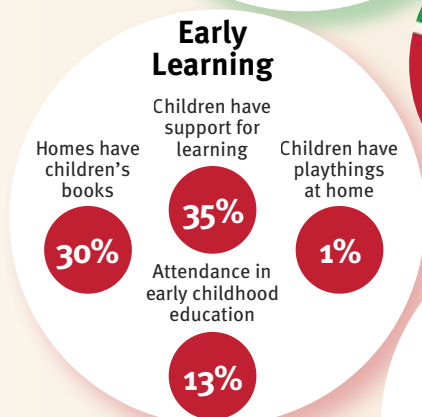 Early
Learning
Children have
support for
learning
35%
Homes have
children's
books
30%
Children have
playthings
at home
1%
Attendance in
early childhood
education
13%